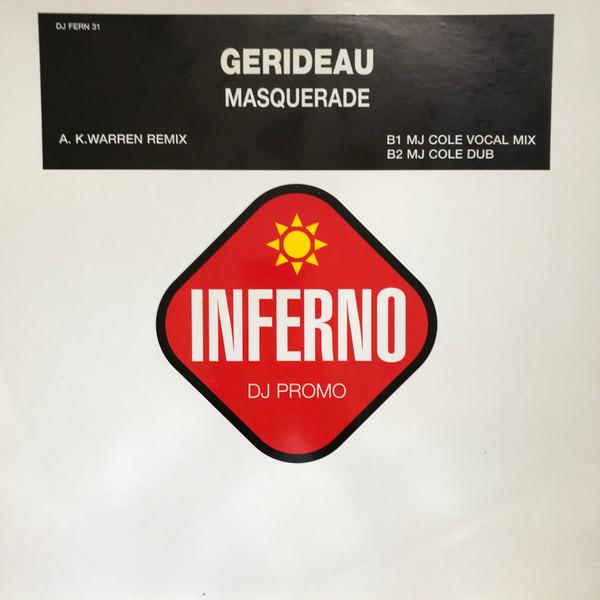 DJ FERN 31
GERIDEAU
MASQUERADE
A. K.WARREN REMIX
B1 MJ COLE VOCAL MIX
B2 MJ COLE DUB
INFERNO
DJ PROMO